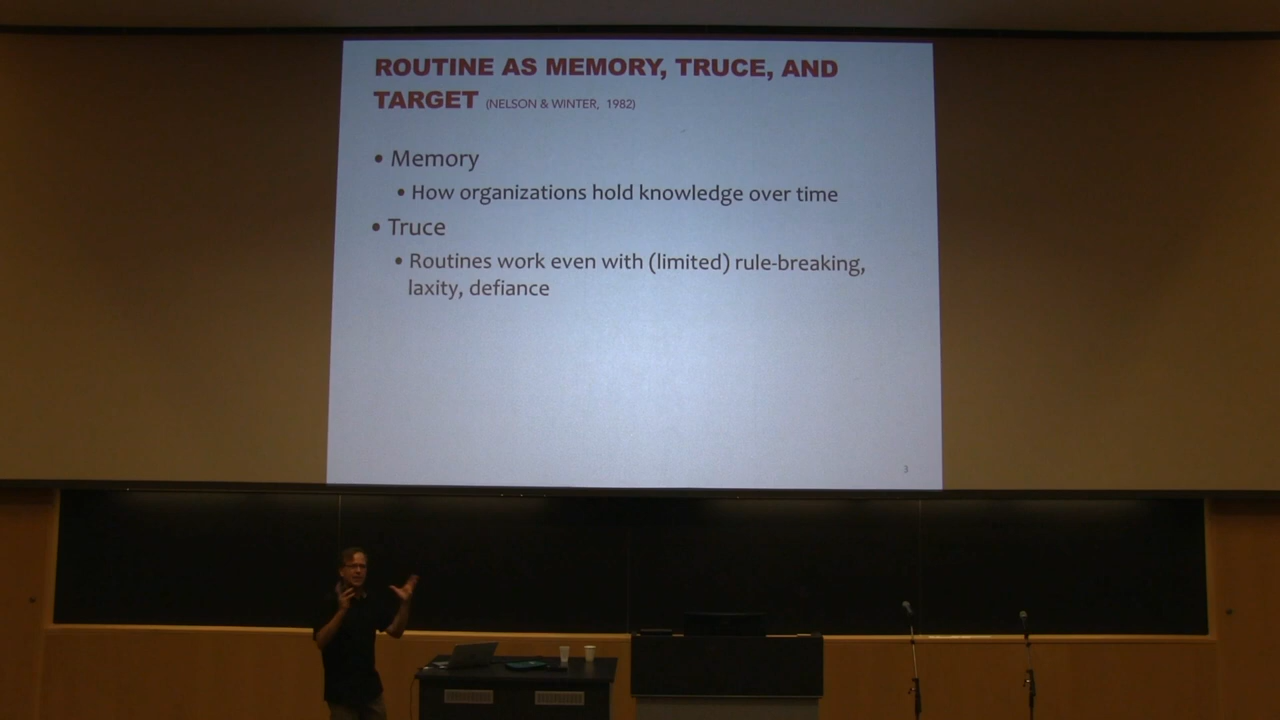 ROUTINE AS MEMORY, TRUCE, AND
TARGET (NELSON & WINTER, 1982)
• Memory
• How organizations hold knowledge over time
• Truce
• Routines work even with (limited) rule-breaking,
laxity, defiance
3